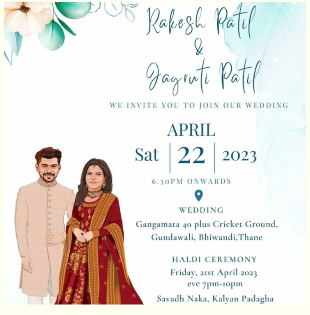 Rakesh Patil
&
Jagruti Patil
WE INVITE YOU TO JOIN OUR WEDDING
APRIL
Sat 22 2023
6.30PM ONWARDS
WEDDING
Gangamata 40 plus Cricket Ground,
Gundawali, Bhiwandi,Thane
HALDI CEREMONY
Friday, 21st April 2023
eve 7pm-10pm
Savadh Naka, Kalyan Padagha